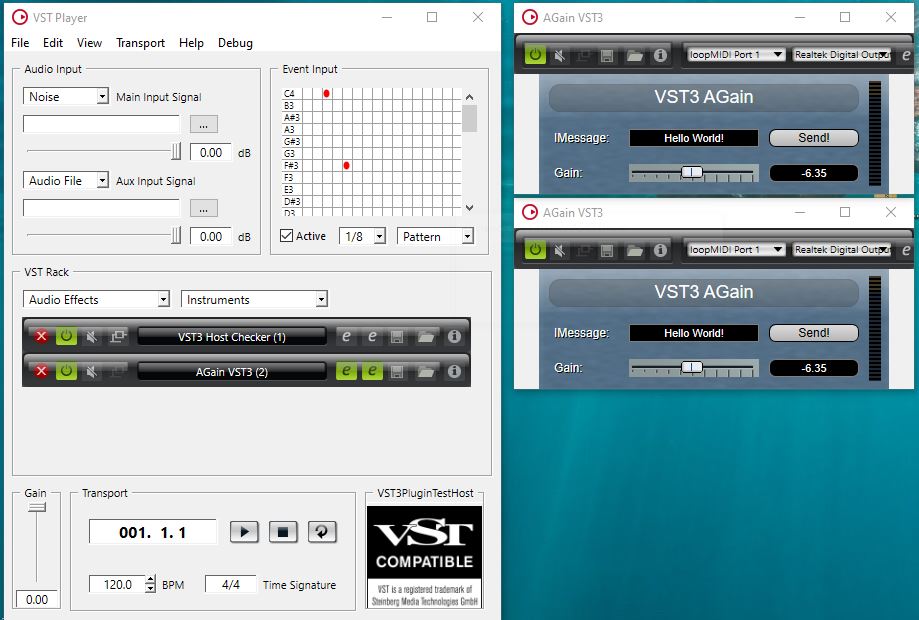 VST Player
File Edit View Transport Help Debug
Audio Input
Noise Main Input Signal
...
0.00 dB
Audio File Aux Input Signal
...
0.00 dB
Event Input
C4
B3
A#3
A3
G#3
G3
F#3
F3
E3
D#3
D3
Active 1/8 Pattern
VST Rack
Audio Effects Instruments
VST3 Host Checker (1) e e
AGain VST3 (2) e e
Gain
0.00
Transport
001. 1. 1
120.0 BPM 4/4 Time Signature
VST3PluginTestHost
VST
COMPATIBLE
VST is a registered trademark of
Steinberg Media Technologies GmbH
AGain VST3
loopMIDI Port 1 Realtek Digital Output e
VST3 AGain
IMessage: Hello World! Send!
Gain: -6.35
AGain VST3
loopMIDI Port 1 Realtek Digital Output e
VST3 AGain
IMessage: Hello World! Send!
Gain: -6.35